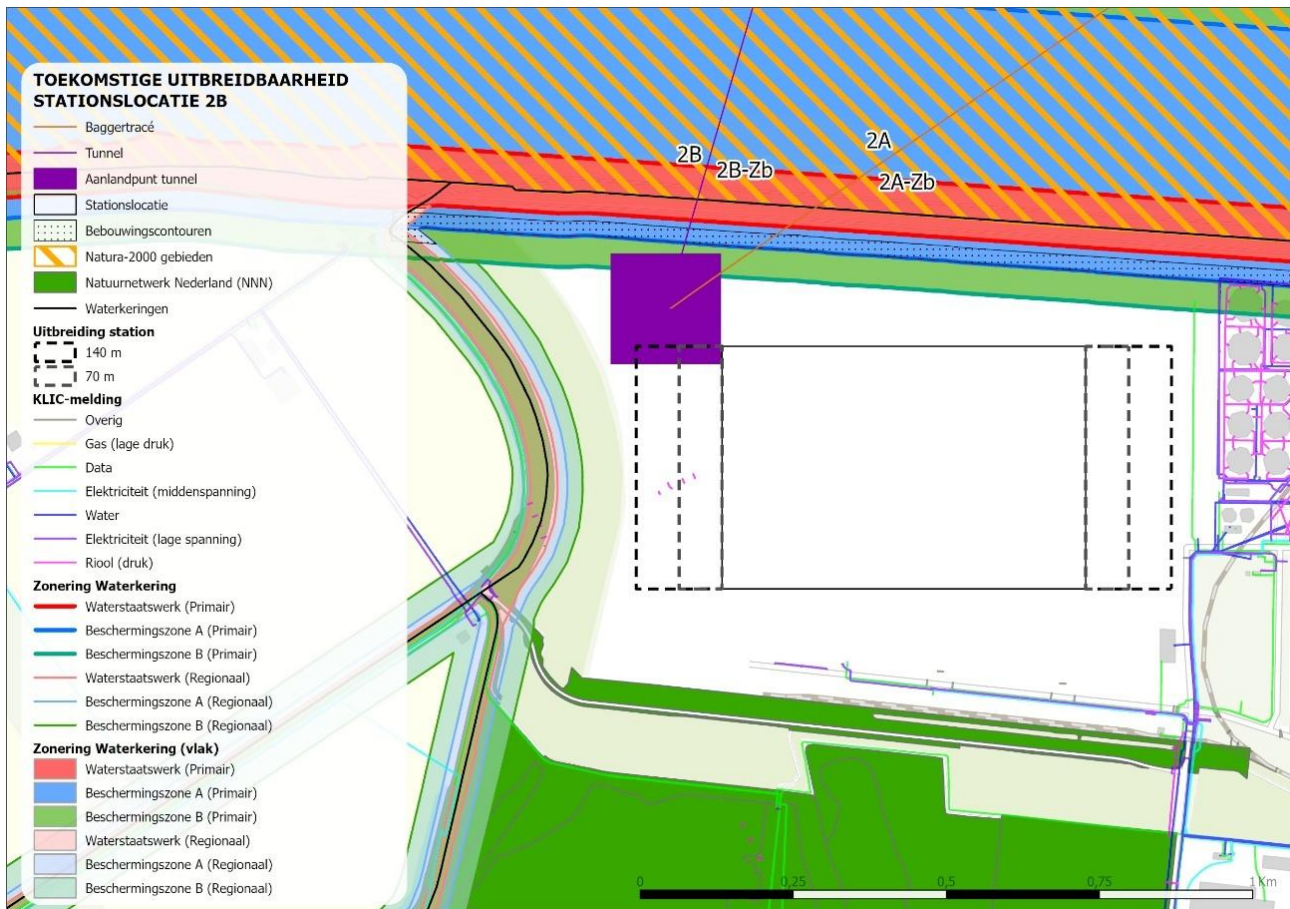 TOEKOMSTIGE UITBREIDBAARHEID
STATIONSLOCATIE 2B
Baggertracé
Tunnel
Aanlandpunt tunnel
Stationslocatie
Bebouwingscontouren
Natura-2000 gebieden
Natuurnetwerk Nederland (NNN)
Waterkeringen
Uitbreiding station
140 m
70 m
KLIC-melding
Overig
Gas (lage druk)
Data
Elektriciteit (middenspanning)
Water
Elektriciteit (lage spanning)
Riool (druk)
Zonering Waterkering
Waterstaatswerk (Primair)
Beschermingszone A (Primair)
Beschermingszone B (Primair)
Waterstaatswerk (Regionaal)
Beschermingszone A (Regionaal)
Beschermingszone B (Regionaal)
Zonering Waterkering (vlak)
Waterstaatswerk (Primair)
Beschermingszone A (Primair)
Beschermingszone B (Primair)
Waterstaatswerk (Regionaal)
Beschermingszone A (Regionaal)
Beschermingszone B (Regionaal)
2B
2B-Zb
2A
2A-Zb
0 0,25 0,5 0,75 1 Km